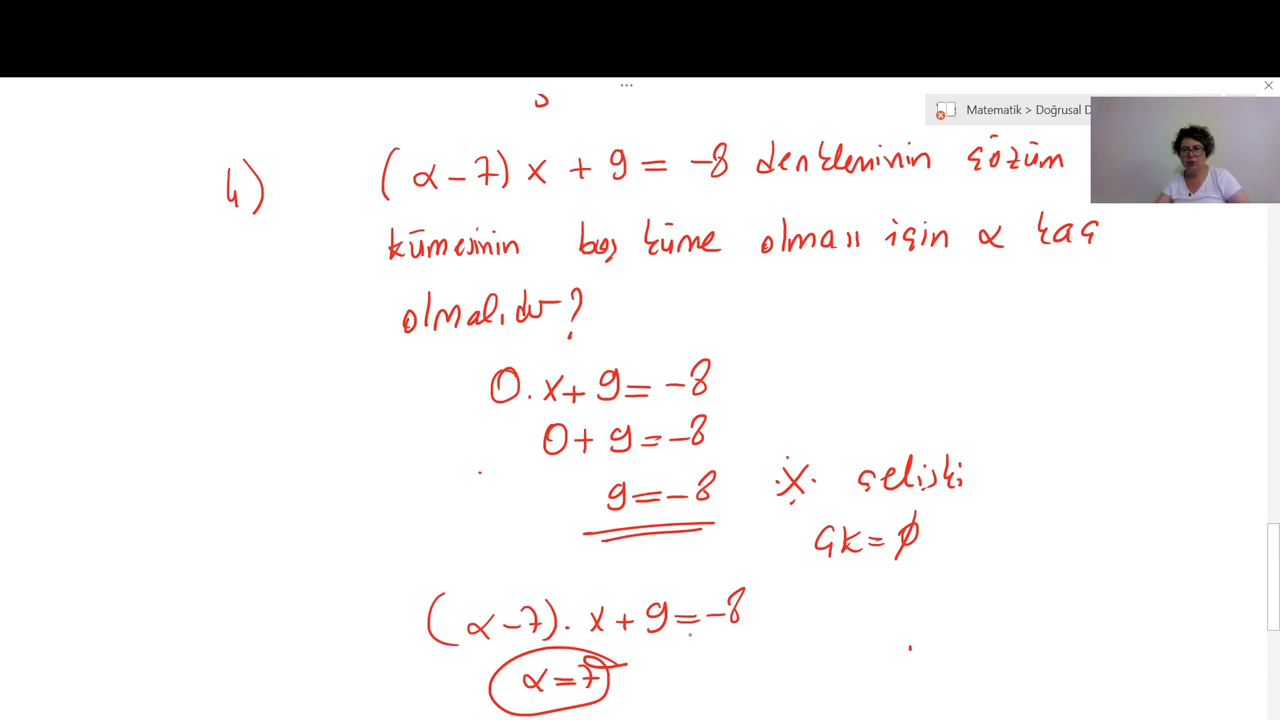 ...
Matematik > Doğrusal D
4) (α-7) x + 9 = -8 denkleminin çözüm
kümesinin boş küme olması için α kaç
olmalıdır?
0.x+9=-8
0+9=-8
9=-8 ※ çelişki
ÇK=∅
(α-7).x+9=-8
α=7